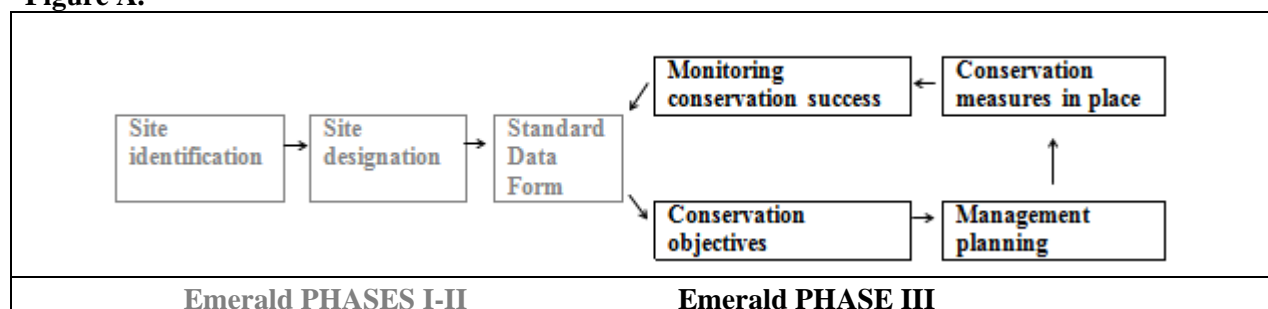 Figure A.
Site
identification
Site
designation
Standard
Data
Form
Monitoring
conservation success
Conservation
measures in place
Conservation
objectives
Management
planning
Emerald PHASES I-II
Emerald PHASE III